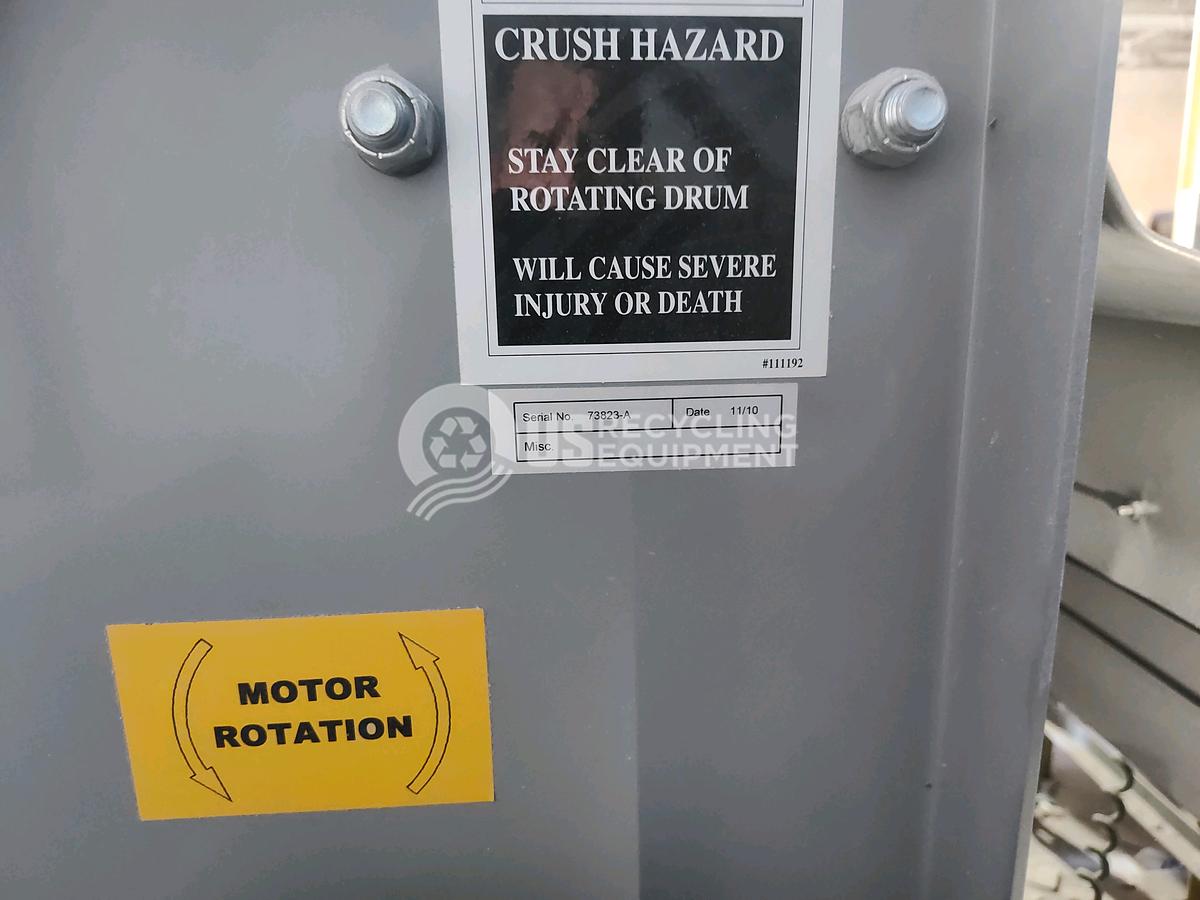 CRUSH HAZARD
STAY CLEAR OF
ROTATING DRUM
WILL CAUSE SEVERE
INJURY OR DEATH
#111192
Serial No. 73823-A Date 11/10
Misc.
US RECYCLING
EQUIPMENT
MOTOR
ROTATION